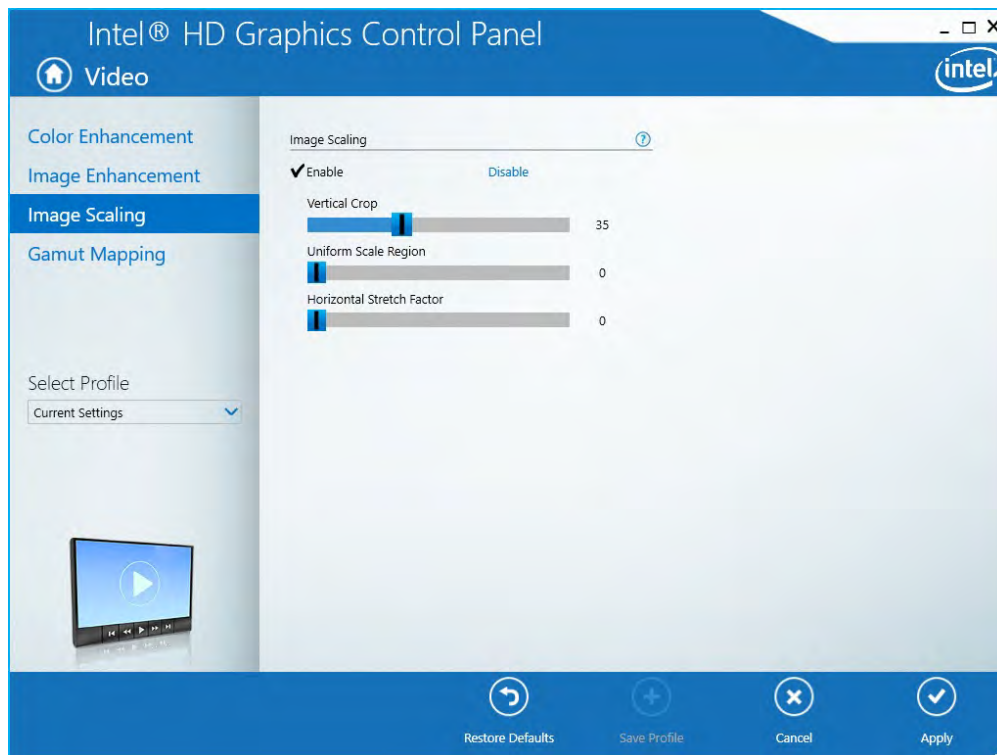 Intel® HD Graphics Control Panel
Video
intel
Color Enhancement
Image Enhancement
Image Scaling
Gamut Mapping
Select Profile
Current Settings
Image Scaling ?
Enable Disable
Vertical Crop
35
Uniform Scale Region
0
Horizontal Stretch Factor
0
Restore Defaults Save Profile Cancel Apply